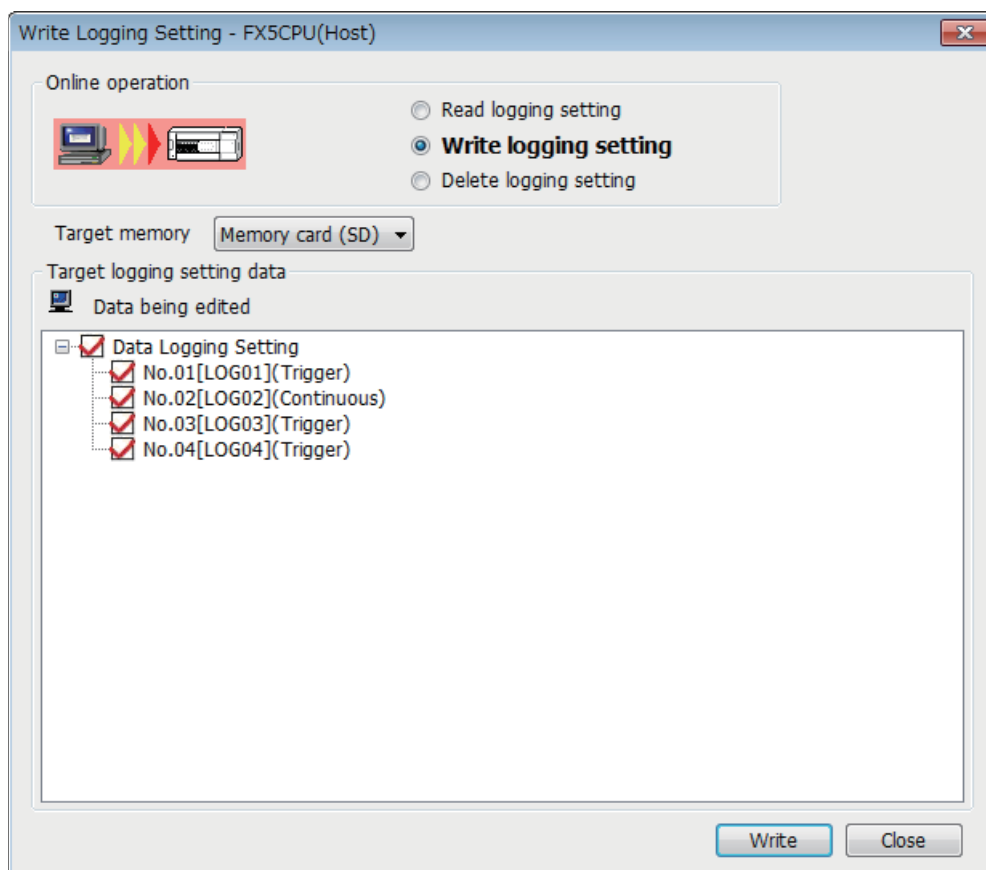 Write Logging Setting - FX5CPU(Host)
Online operation
Read logging setting
Write logging setting
Delete logging setting
Target memory Memory card (SD)
Target logging setting data
Data being edited
Data Logging Setting
No.01[LOG01](Trigger)
No.02[LOG02](Continuous)
No.03[LOG03](Trigger)
No.04[LOG04](Trigger)
Write Close